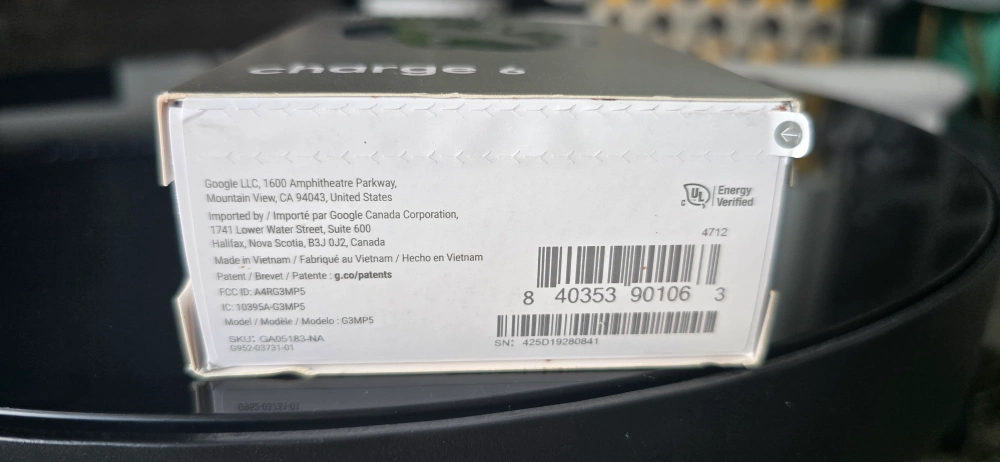 charge 6
Google LLC, 1600 Amphitheatre Parkway,
Mountain View, CA 94043, United States
Imported by / Importé par Google Canada Corporation,
1741 Lower Water Street, Suite 600
Halifax, Nova Scotia, B3J 0J2, Canada
Made in Vietnam / Fabriqué au Vietnam / Hecho en Vietnam
Patent / Brevet / Patente : g.co/patents
FCC ID: A4RG3MP5
IC: 10395A-G3MP5
Model / Modèle / Modelo : G3MP5
SKU: GA05183-NA
G952-03731-01
c UL Energy
Verified
4712
8 40353 90106 3
SN: 425D19280841